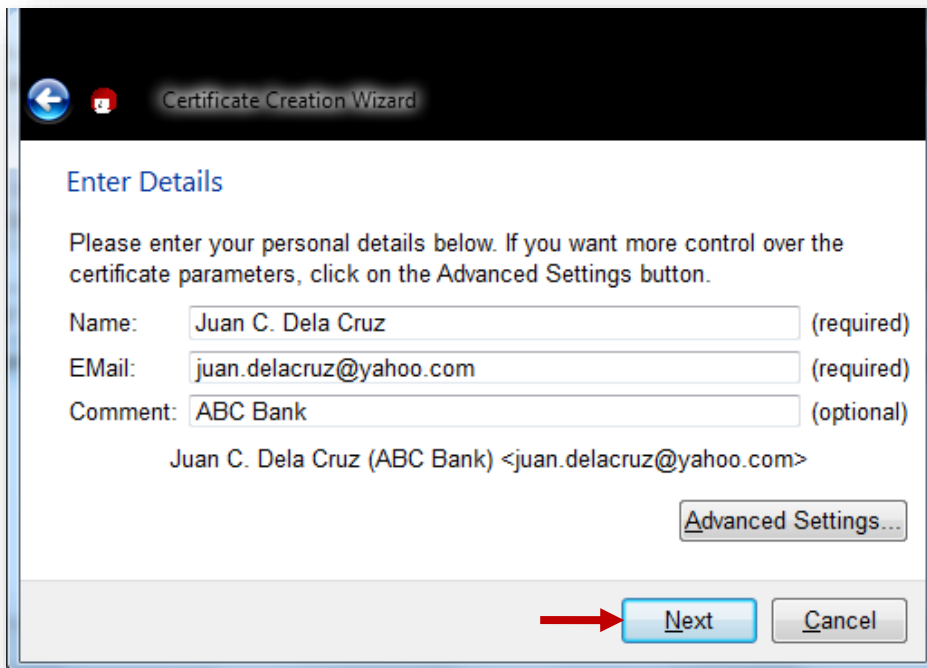 Certificate Creation Wizard
Enter Details
Please enter your personal details below. If you want more control over the
certificate parameters, click on the Advanced Settings button.
Name: Juan C. Dela Cruz (required)
EMail: juan.delacruz@yahoo.com (required)
Comment: ABC Bank (optional)
Juan C. Dela Cruz (ABC Bank) <juan.delacruz@yahoo.com>
Advanced Settings...
Next Cancel